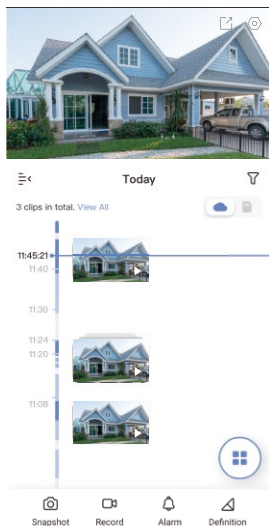 Today
3 clips in total. View All
11:45:21
11:40
11:30
11:24
11:20
11:08
Snapshot
Record
Alarm
Definition